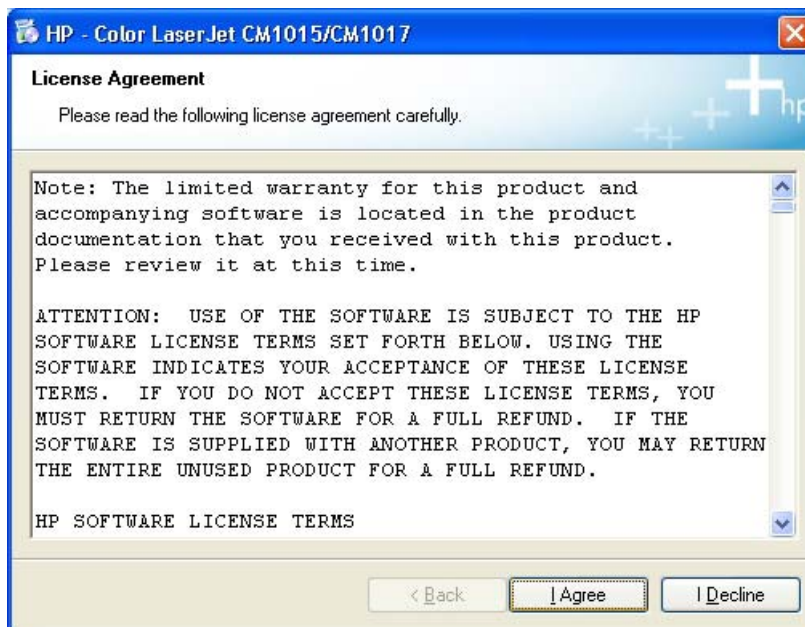 HP - Color LaserJet CM1015/CM1017
License Agreement
Please read the following license agreement carefully.
hp
Note: The limited warranty for this product and
accompanying software is located in the product
documentation that you received with this product.
Please review it at this time.
ATTENTION:  USE OF THE SOFTWARE IS SUBJECT TO THE HP
SOFTWARE LICENSE TERMS SET FORTH BELOW. USING THE
SOFTWARE INDICATES YOUR ACCEPTANCE OF THESE LICENSE
TERMS.  IF YOU DO NOT ACCEPT THESE LICENSE TERMS, YOU
MUST RETURN THE SOFTWARE FOR A FULL REFUND.  IF THE
SOFTWARE IS SUPPLIED WITH ANOTHER PRODUCT, YOU MAY RETURN
THE ENTIRE UNUSED PRODUCT FOR A FULL REFUND.
HP SOFTWARE LICENSE TERMS
< Back
I Agree
I Decline